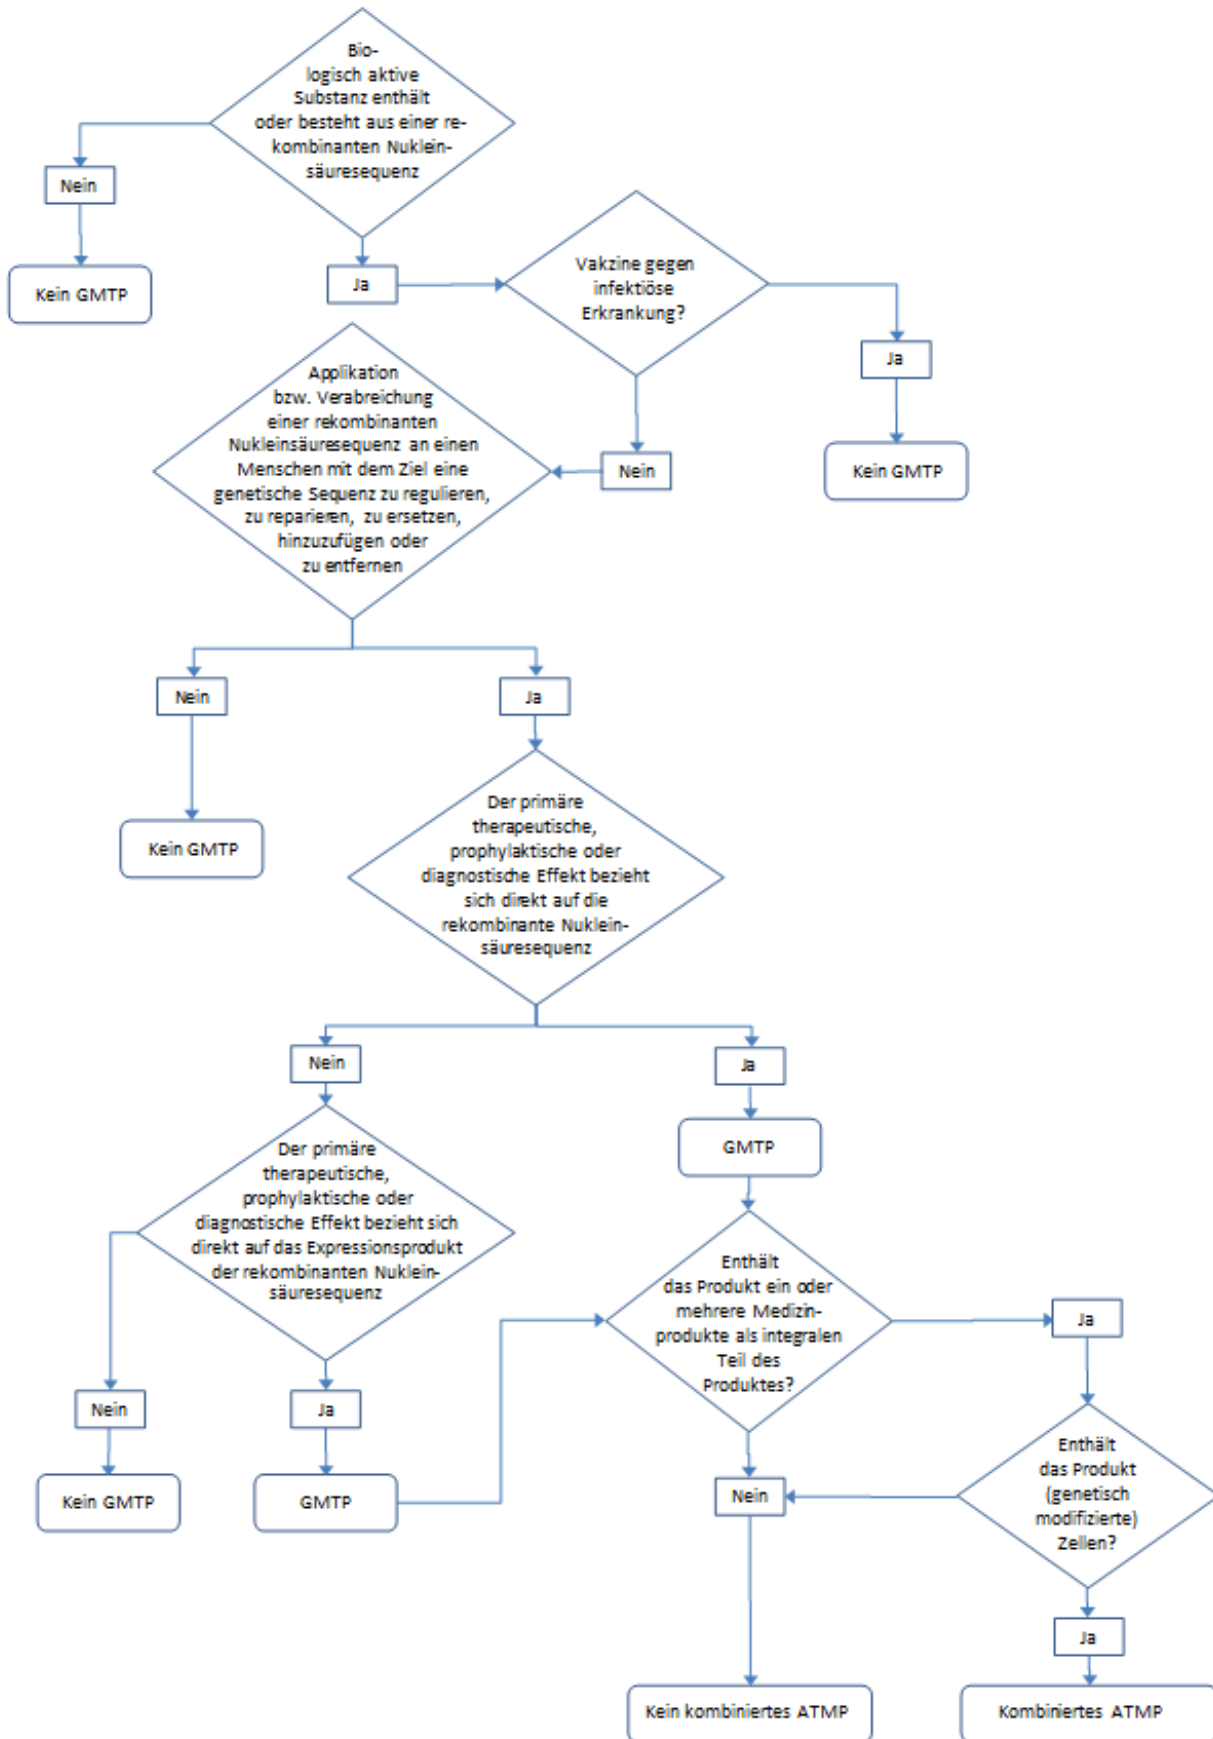 Bio-
logisch aktive
Substanz enthält
oder besteht aus einer re-
kombinanten Nuklein-
säuresequenz
Nein
Kein GMTP
Ja
Vakzine gegen
infektiöse
Erkrankung?
Ja
Kein GMTP
Nein
Applikation
bzw. Verabreichung
einer rekombinanten
Nukleinsäuresequenz an einen
Menschen mit dem Ziel eine
genetische Sequenz zu regulieren,
zu reparieren, zu ersetzen,
hinzuzufügen oder
zu entfernen
Nein
Kein GMTP
Ja
Der primäre
therapeutische,
prophylaktische oder
diagnostische Effekt bezieht
sich direkt auf die
rekombinante Nuklein-
säuresequenz
Nein
Ja
GMTP
Der primäre
therapeutische,
prophylaktische oder
diagnostische Effekt bezieht sich
direkt auf das Expressionsprodukt
der rekombinanten Nuklein-
säuresequenz
Nein
Kein GMTP
Ja
GMTP
Enthält
das Produkt ein oder
mehrere Medizin-
produkte als integralen
Teil des
Produktes?
Ja
Nein
Enthält
das Produkt
(genetisch
modifizierte)
Zellen?
Ja
Kein kombiniertes ATMP
Kombiniertes ATMP